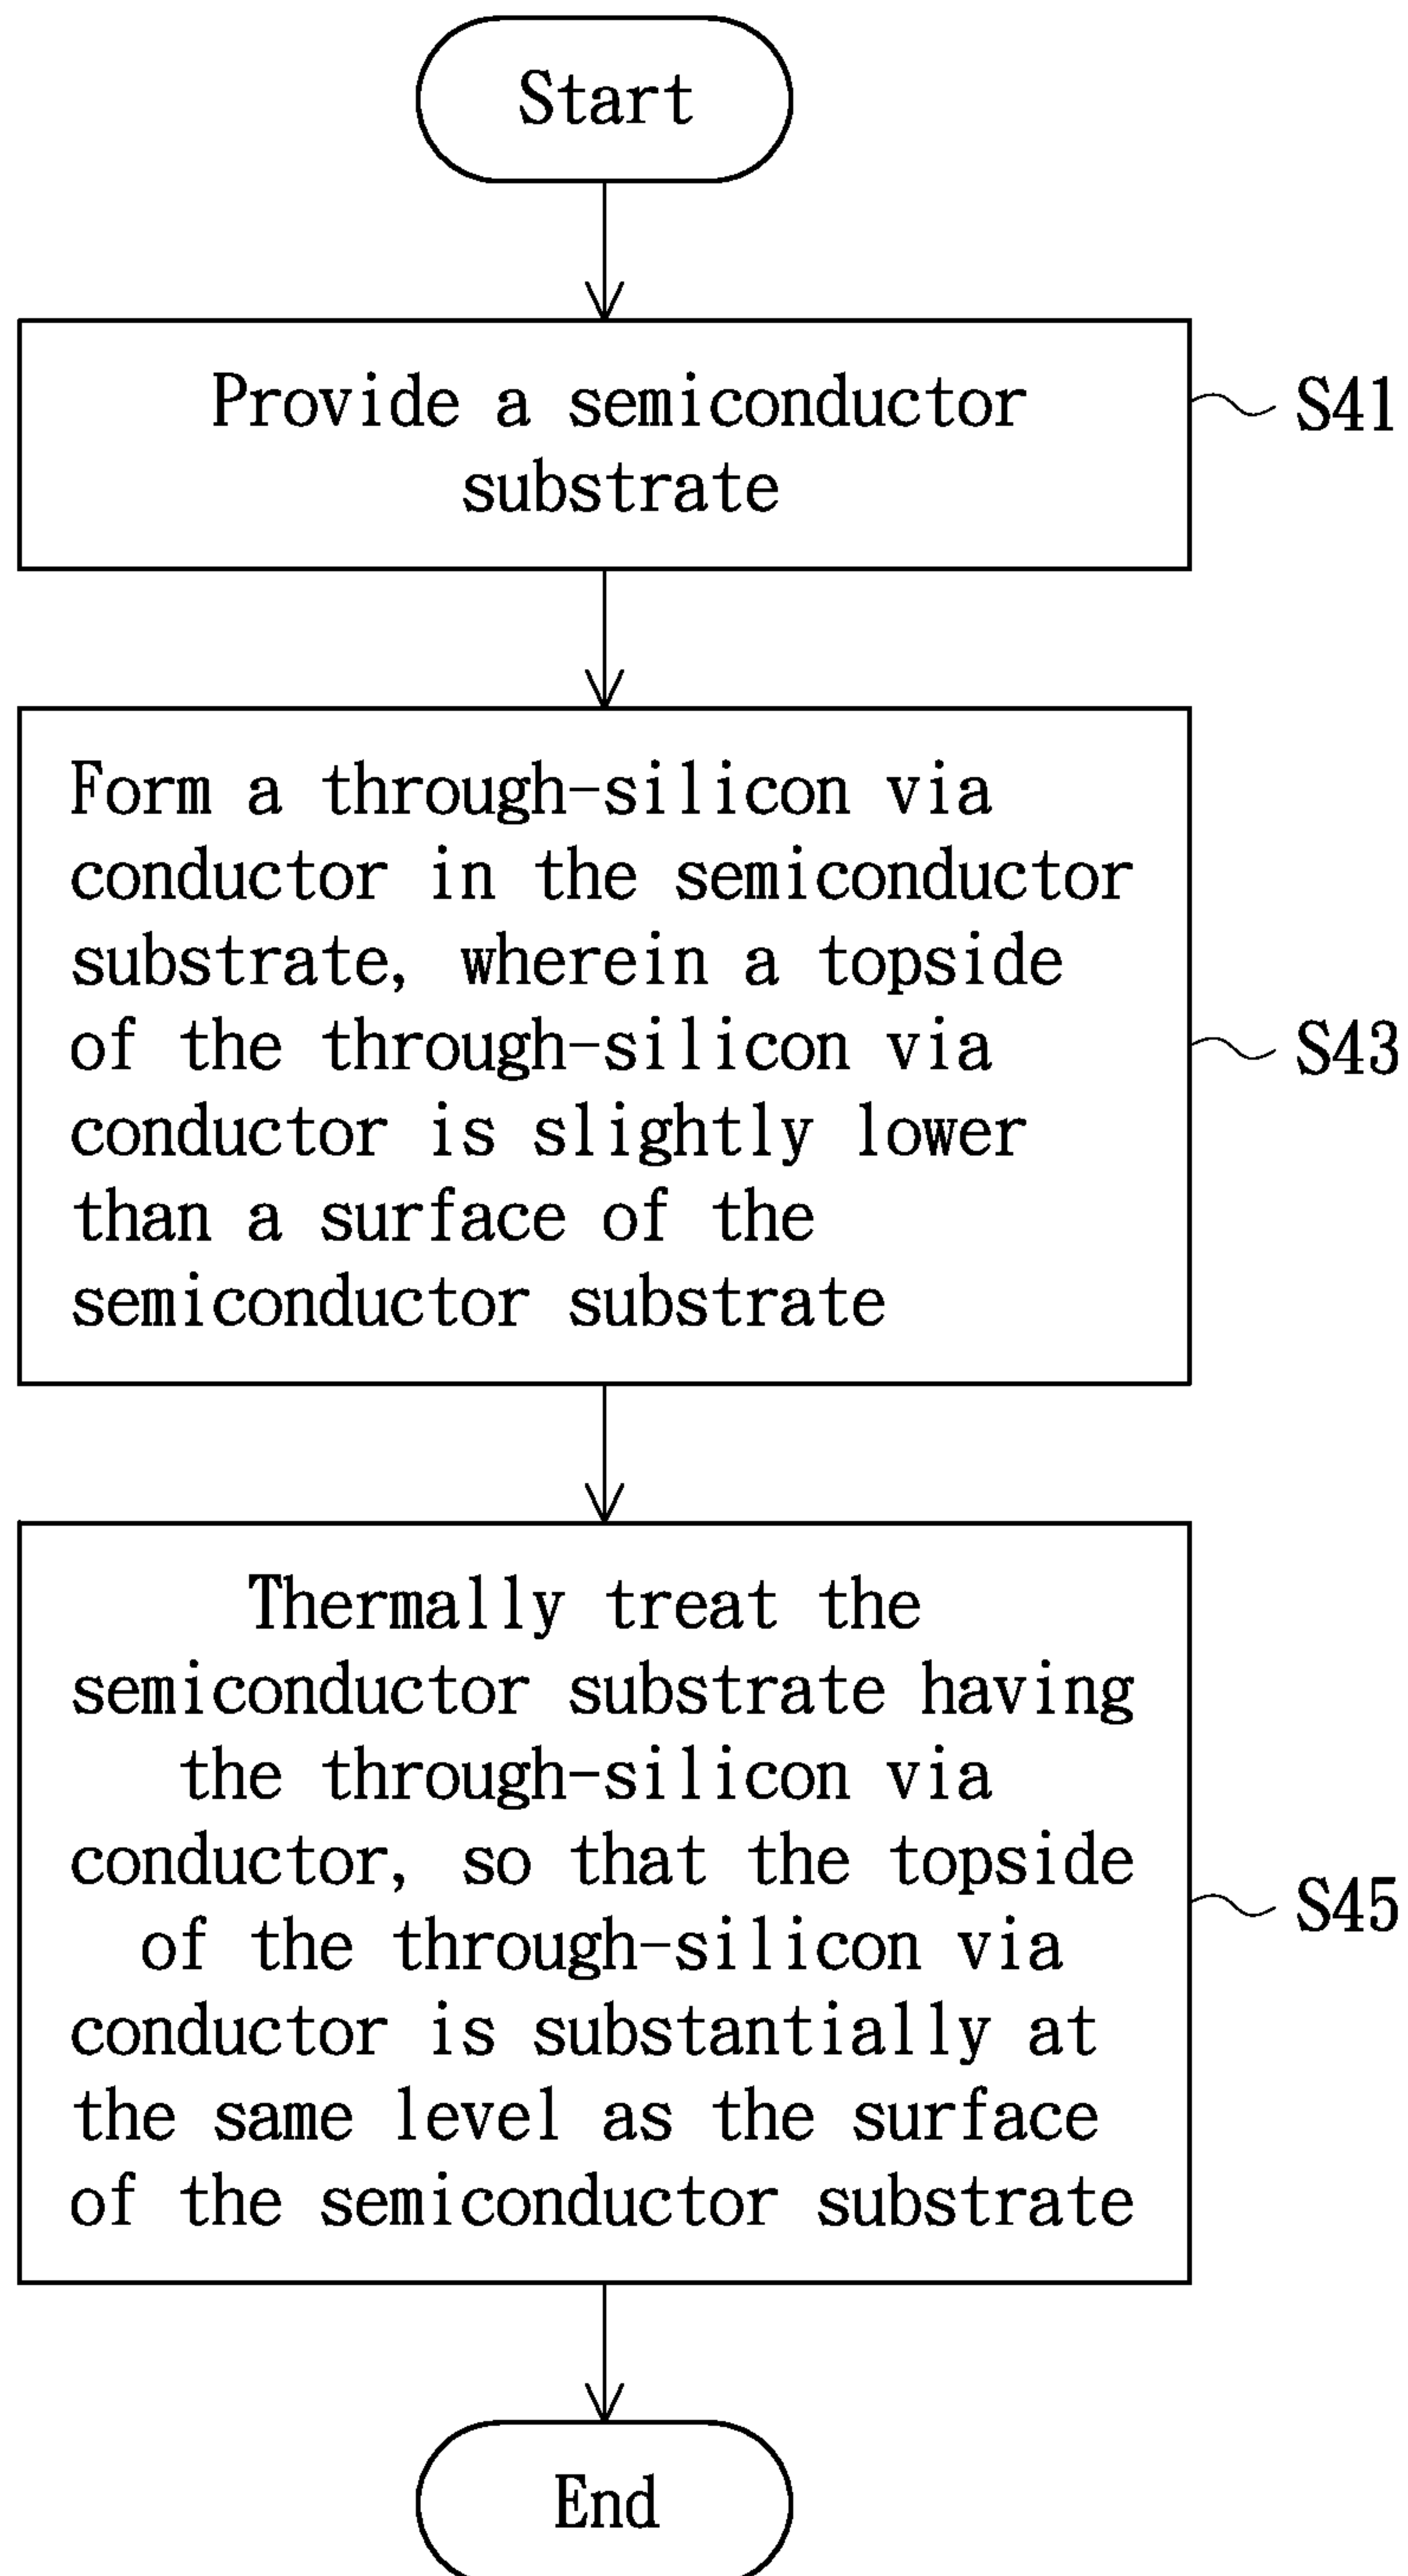 Start
Provide a semiconductor
substrate
S41
Form a through-silicon via
conductor in the semiconductor
substrate, wherein a topside
of the through-silicon via
conductor is slightly lower
than a surface of the
semiconductor substrate
S43
Thermally treat the
semiconductor substrate having
the through-silicon via
conductor, so that the topside
of the through-silicon via
conductor is substantially at
the same level as the surface
of the semiconductor substrate
S45
End